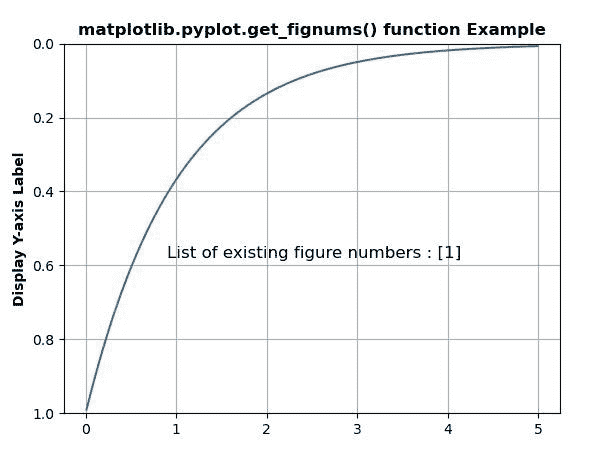 matplotlib.pyplot.get_fignums() function Example
0.0
0.2
0.4
Display Y-axis Label
List of existing figure numbers : [1]
0.6
0.8
1.0
0 1 2 3 4 5